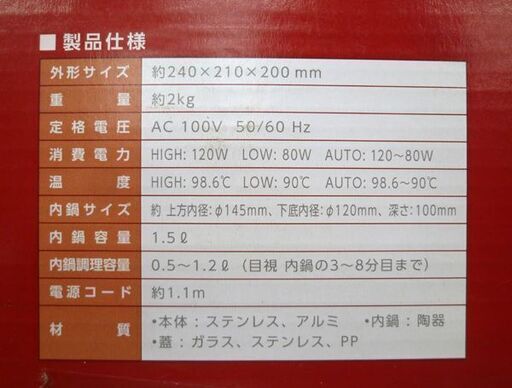 ■ 製品仕様
外形サイズ 約240×210×200mm
重量 約2kg
定格電圧 AC 100V 50/60 Hz
消費電力 HIGH: 120W LOW: 80W AUTO: 120～80W
温度 HIGH: 98.6℃ LOW: 90℃ AUTO: 98.6～90℃
内鍋サイズ 約 上方内径：φ145mm、下底内径：φ120mm、深さ：100mm
内鍋容量 1.5ℓ
内鍋調理容量 0.5～1.2ℓ（目視 内鍋の3～8分目まで）
電源コード 約1.1m
材質 •本体：ステンレス、アルミ •内鍋：陶器
•蓋：ガラス、ステンレス、PP